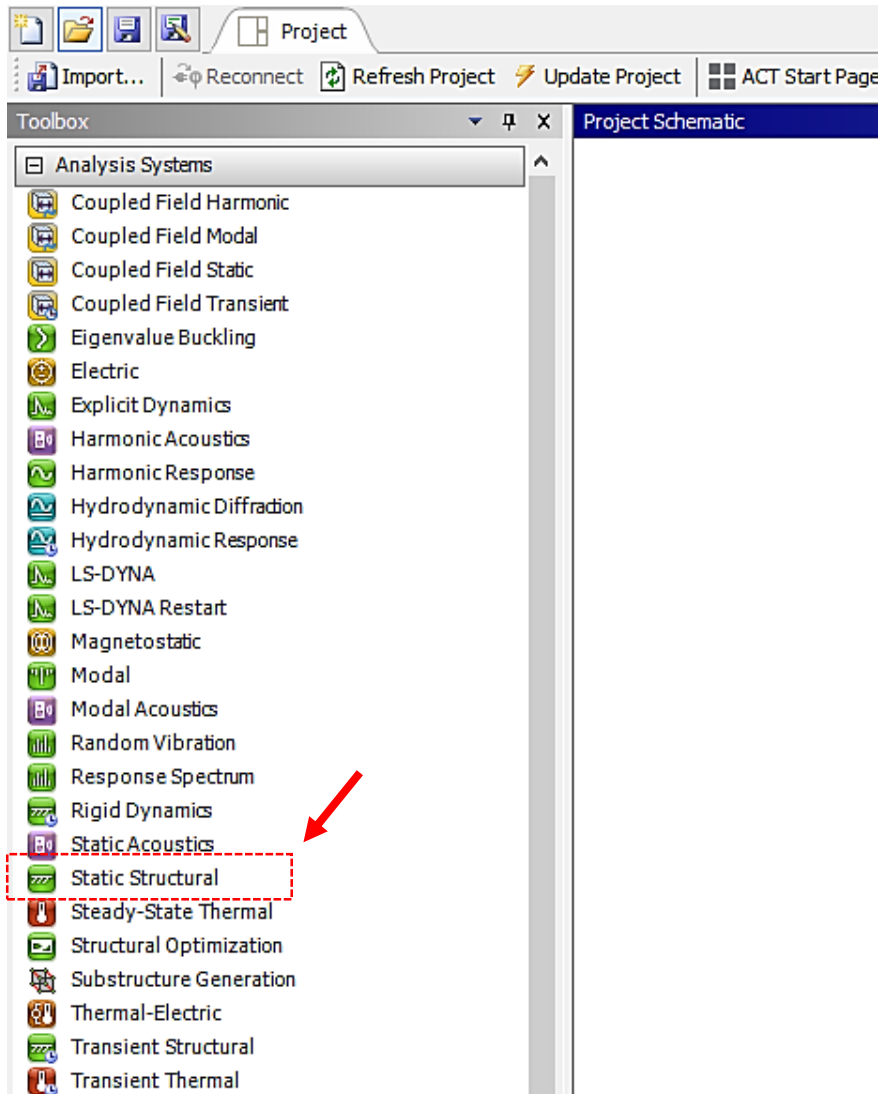 Project
Import... Reconnect Refresh Project Update Project ACT Start Page
Toolbox
Project Schematic
Analysis Systems
Coupled Field Harmonic
Coupled Field Modal
Coupled Field Static
Coupled Field Transient
Eigenvalue Buckling
Electric
Explicit Dynamics
Harmonic Acoustics
Harmonic Response
Hydrodynamic Diffraction
Hydrodynamic Response
LS-DYNA
LS-DYNA Restart
Magnetostatic
Modal
Modal Acoustics
Random Vibration
Response Spectrum
Rigid Dynamics
Static Acoustics
Static Structural
Steady-State Thermal
Structural Optimization
Substructure Generation
Thermal-Electric
Transient Structural
Transient Thermal